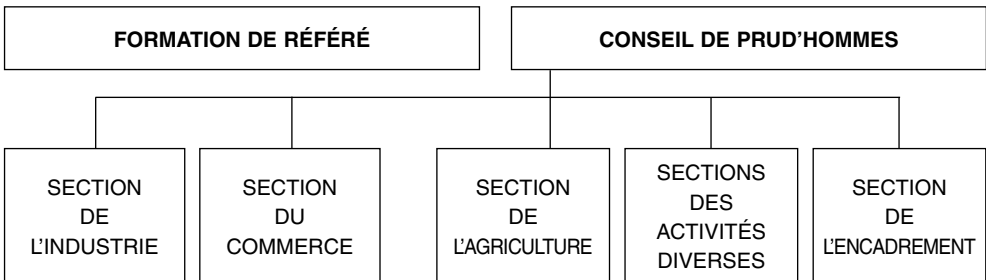 FORMATION DE RÉFÉRÉ
CONSEIL DE PRUD'HOMMES
SECTION
DE
L'INDUSTRIE
SECTION
DU
COMMERCE
SECTION
DE
L'AGRICULTURE
SECTIONS
DES
ACTIVITÉS
DIVERSES
SECTION
DE
L'ENCADREMENT